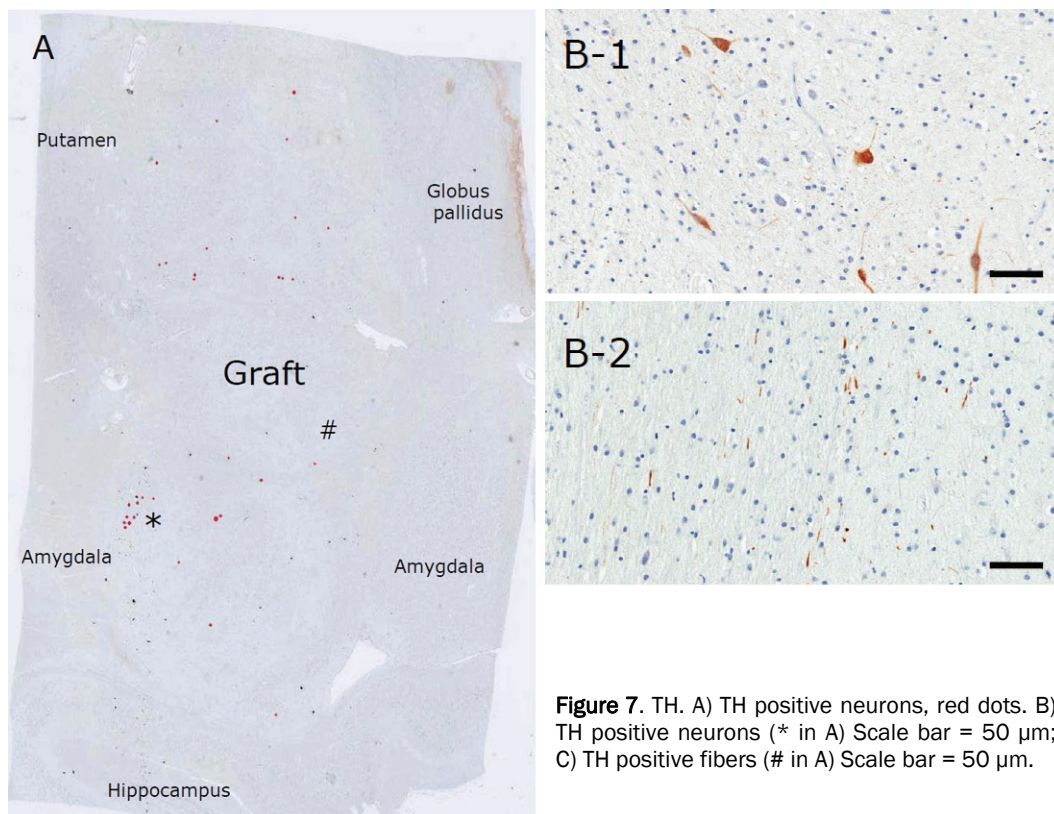 A
Putamen
Globus
pallidus
Graft
#
*
Amygdala
Amygdala
Hippocampus
B-1
B-2
Figure 7. TH. A) TH positive neurons, red dots. B)
TH positive neurons (* in A) Scale bar = 50 μm;
C) TH positive fibers (# in A) Scale bar = 50 μm.